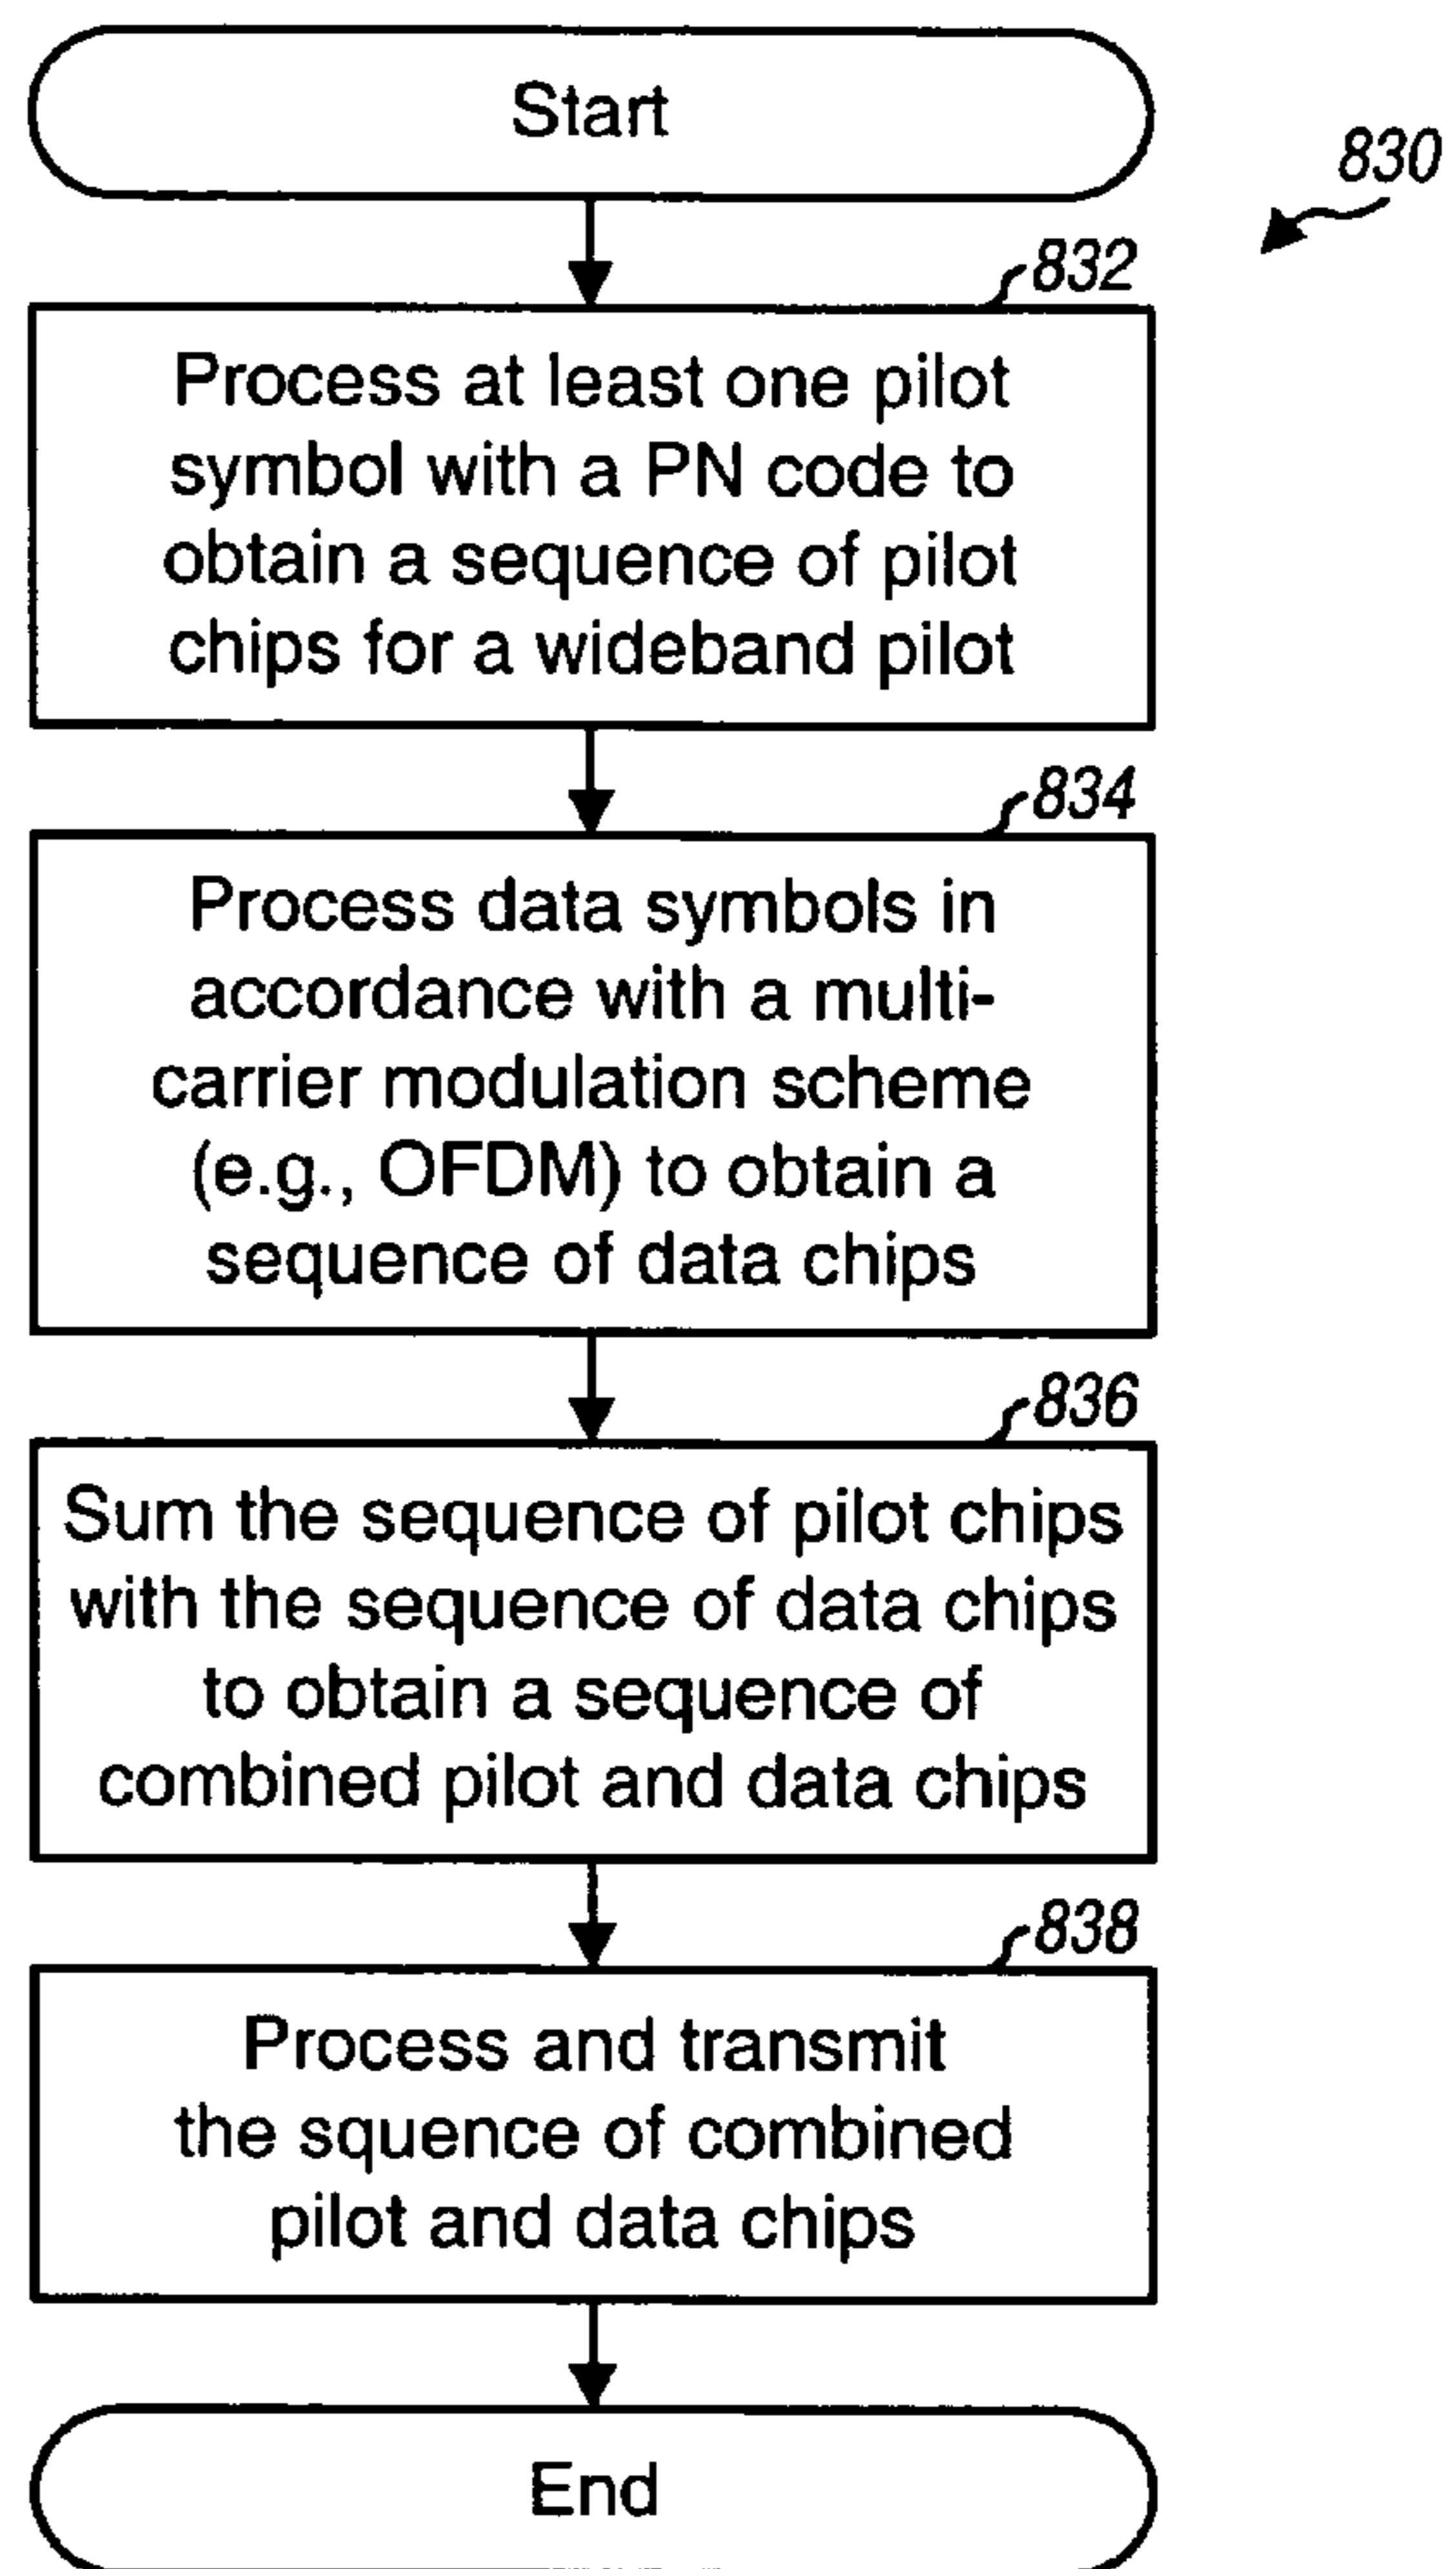 Start
830
832
Process at least one pilot
symbol with a PN code to
obtain a sequence of pilot
chips for a wideband pilot
834
Process data symbols in
accordance with a multi-
carrier modulation scheme
(e.g., OFDM) to obtain a
sequence of data chips
836
Sum the sequence of pilot chips
with the sequence of data chips
to obtain a sequence of
combined pilot and data chips
838
Process and transmit
the squence of combined
pilot and data chips
End